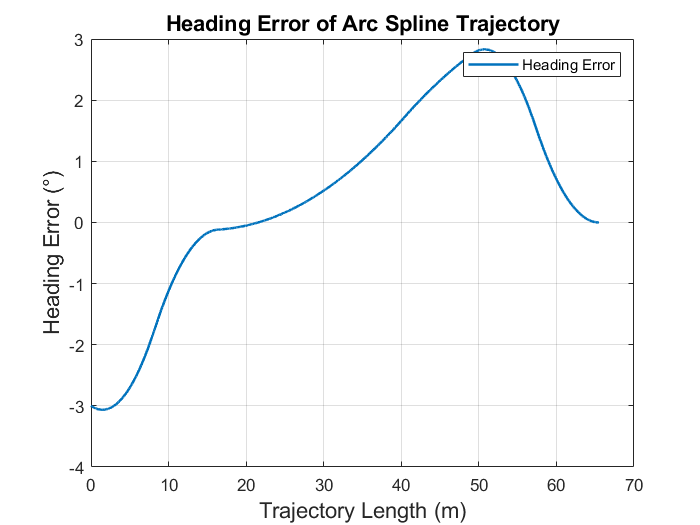 Heading Error of Arc Spline Trajectory
Heading Error
Heading Error (°)
3
2
1
0
-1
-2
-3
-4
0 10 20 30 40 50 60 70
Trajectory Length (m)